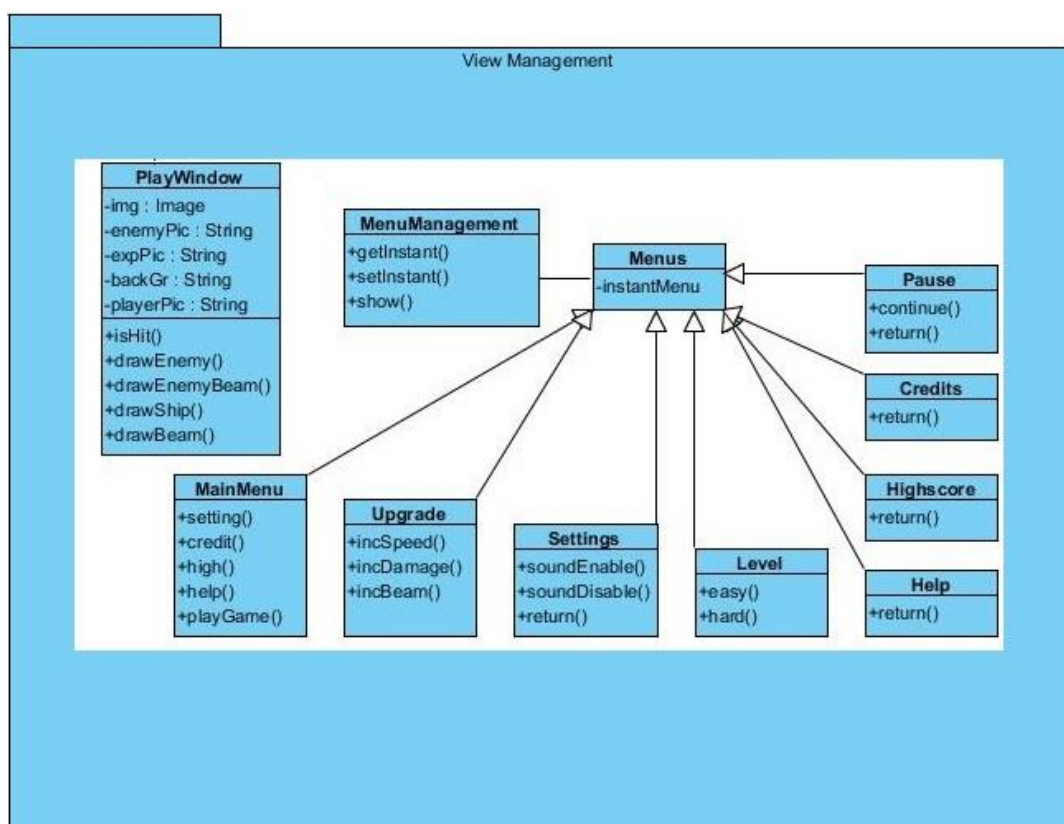 View Management
PlayWindow
-img : Image
-enemyPic : String
-expPic : String
-backGr : String
-playerPic : String
+isHit()
+drawEnemy()
+drawEnemyBeam()
+drawShip()
+drawBeam()
MenuManagement
+getInstant()
+setInstant()
+show()
Menus
-instantMenu
Pause
+continue()
+return()
Credits
+return()
Highscore
+return()
Help
+return()
MainMenu
+setting()
+credit()
+high()
+help()
+playGame()
Upgrade
+incSpeed()
+incDamage()
+incBeam()
Settings
+soundEnable()
+soundDisable()
+return()
Level
+easy()
+hard()